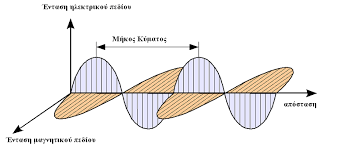 Ένταση ηλεκτρικού πεδίου
Μήκος Κύματος
απόσταση
Ένταση μαγνητικού πεδίου